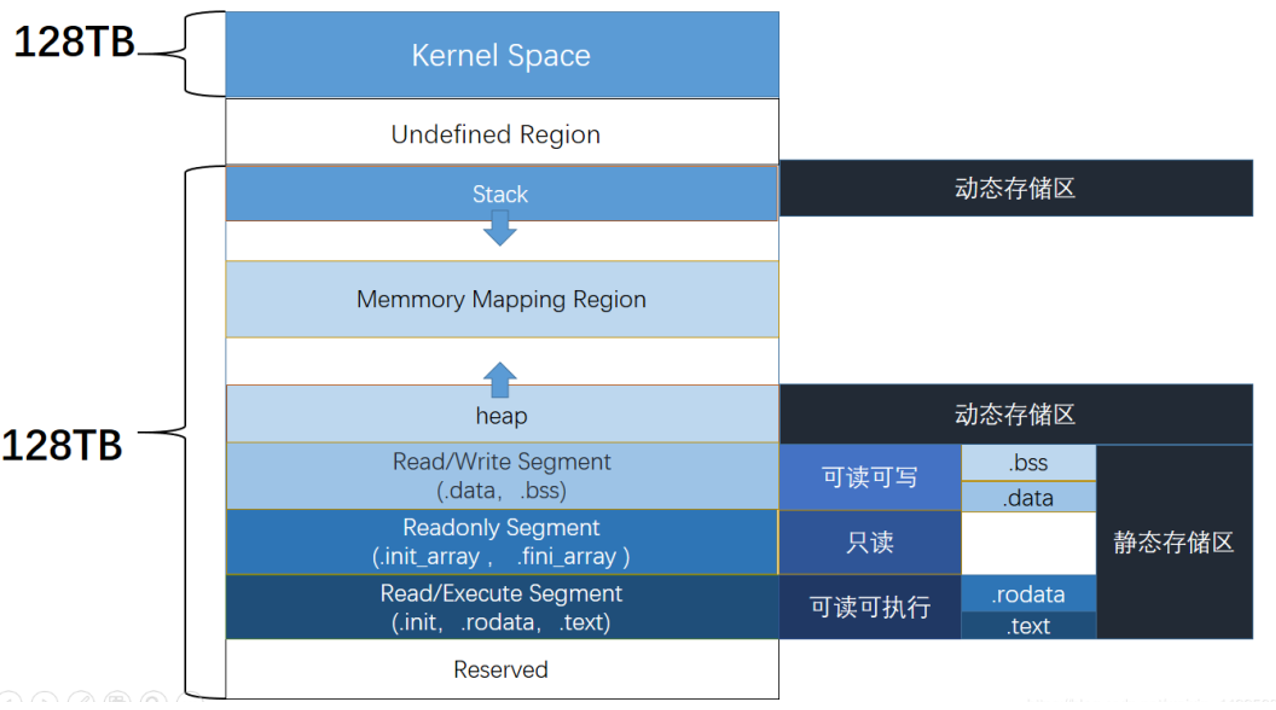 128TB
Kernel Space
Undefined Region
Stack
动态存储区
Memmory Mapping Region
128TB
heap
动态存储区
Read/Write Segment
(.data, .bss)
可读可写
.bss
.data
Readonly Segment
(.init_array , .fini_array )
只读
静态存储区
Read/Execute Segment
(.init, .rodata, .text)
可读可执行
.rodata
.text
Reserved